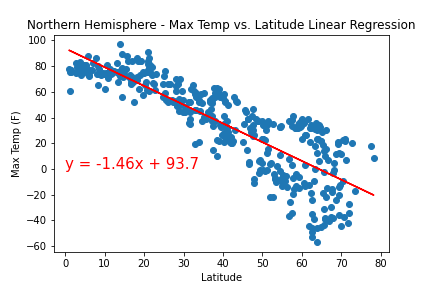 Northern Hemisphere - Max Temp vs. Latitude Linear Regression
100
80
60
40
20
0
−20
−40
−60
Max Temp (F)
y = -1.46x + 93.7
0 10 20 30 40 50 60 70 80
Latitude